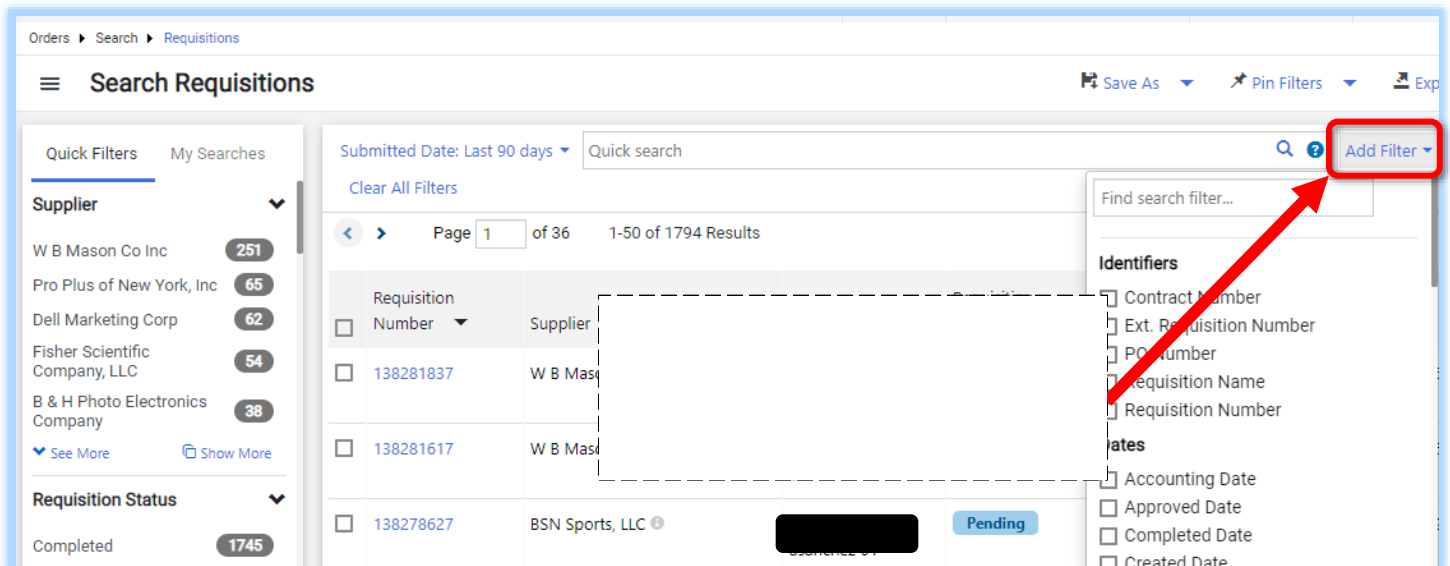 Orders Search Requisitions
Search Requisitions
Save As
Pin Filters
Exp
Quick Filters
My Searches
Supplier
W B Mason Co Inc 251
Pro Plus of New York, Inc 65
Dell Marketing Corp 62
Fisher Scientific
Company, LLC 54
B & H Photo Electronics
Company 38
See More
Show More
Requisition Status
Completed 1745
Submitted Date: Last 90 days
Quick search
?
Add Filter
Clear All Filters
Page 1 of 36
1-50 of 1794 Results
Requisition
Number
Supplier
138281837 W B Maso
138281617 W B Maso
138278627 BSN Sports, LLC
Pending
Find search filter...
Identifiers
Contract Number
Ext. Requisition Number
PO Number
Requisition Name
Requisition Number
Dates
Accounting Date
Approved Date
Completed Date
Created Date